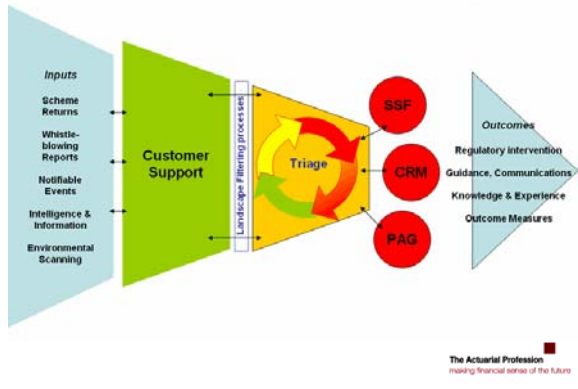 Inputs
Scheme
Returns
Whistle-
blowing
Reports
Notifiable
Events
Intelligence &
Information
Environmental
Scanning
Customer
Support
Landscape Filtering processes
Triage
SSF
CRM
PAG
Outcomes
Regulatory intervention
Guidance, Communications
Knowledge & Experience
Outcome Measures
The Actuarial Profession
making financial sense of the future